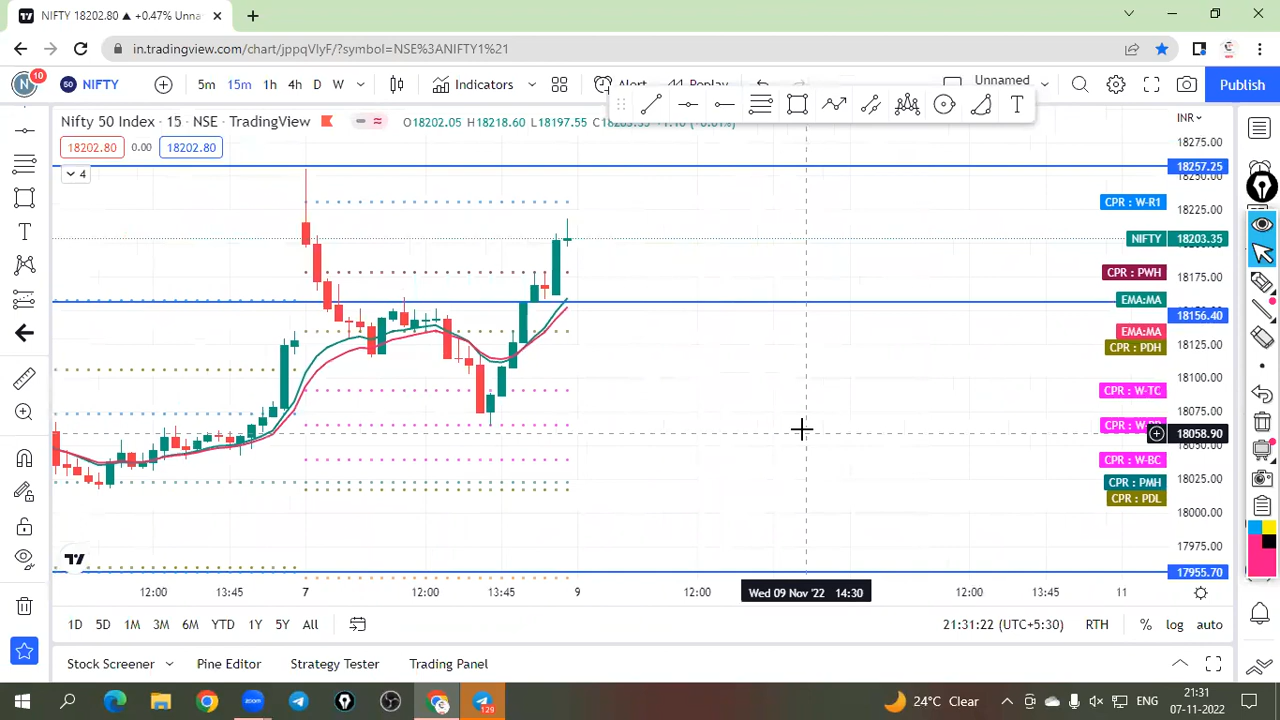 NIFTY 18202.80 ▲ +0.47% Unna
in.tradingview.com/chart/jppqVlyF/?symbol=NSE%3ANIFTY1%21
N
10
50
NIFTY
5m 15m 1h 4h D W
Indicators
Alert
Replay
Unnamed
Publish
Nifty 50 Index · 15 · NSE · TradingView
O18202.05 H18218.60 L18197.55
INR
18202.80 0.00 18202.80
4
18275.00
18257.25
18250.00
CPR : W-R1
18225.00
NIFTY 18203.35
CPR : PWH
18175.00
EMA:MA
18156.40
EMA:MA
CPR : PDH
18125.00
18100.00
CPR : W-TC
18075.00
18058.90
CPR : W-BC
CPR : PMH
18025.00
CPR : PDL
18000.00
17975.00
17955.70
12:00 13:45 7 12:00 13:45 9 12:00 Wed 09 Nov '22 14:30 12:00 13:45 11
1D 5D 1M 3M 6M YTD 1Y 5Y All
21:31:22 (UTC+5:30) RTH % log auto
Stock Screener Pine Editor Strategy Tester Trading Panel
zoom
129
24°C Clear
ENG
21:31
07-11-2022